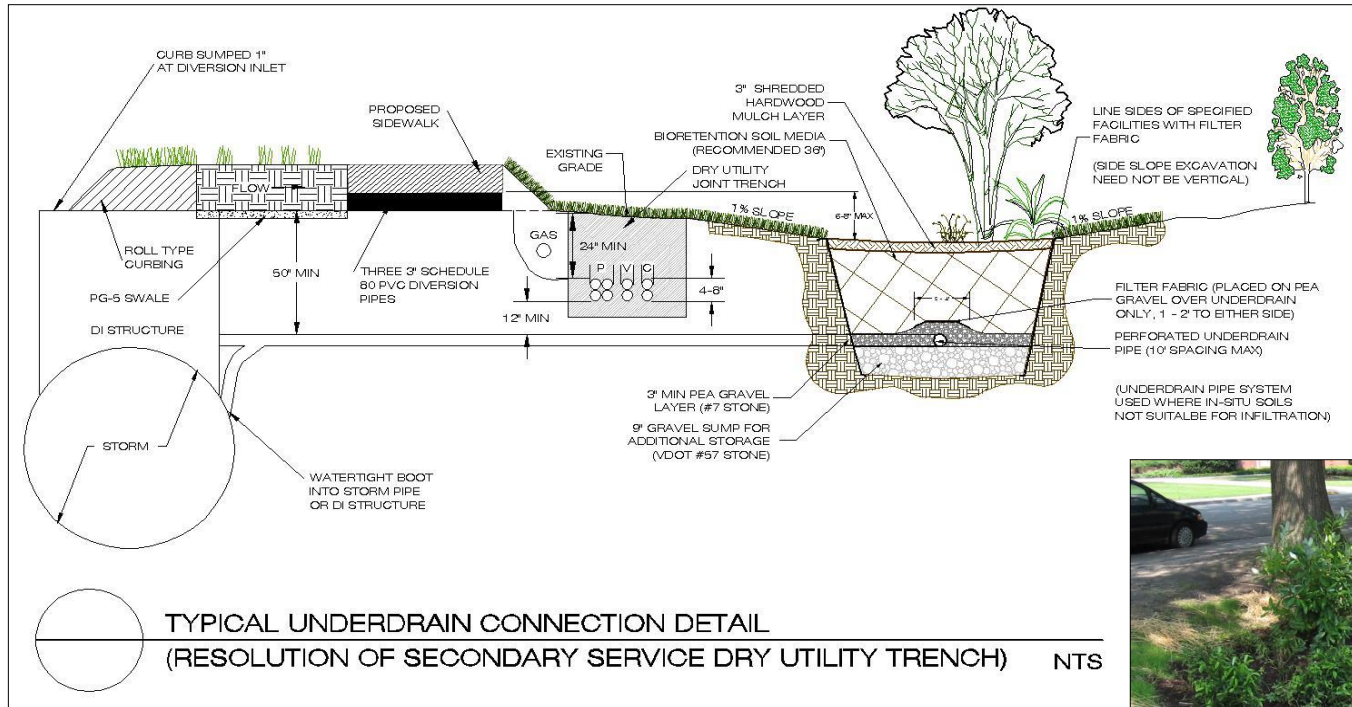 CURB SUMPED 1"
AT DIVERSION INLET
PROPOSED
SIDEWALK
FLOW
ROLL TYPE
CURBING
PG-5 SWALE
DI STRUCTURE
50" MIN
THREE 3" SCHEDULE
80 PVC DIVERSION
PIPES
EXISTING
GRADE
DRY UTILITY
JOINT TRENCH
GAS
24" MIN
P V C
4-8"
12" MIN
3" SHREDDED
HARDWOOD
MULCH LAYER
BIORETENTION SOIL MEDIA
(RECOMMENDED 36")
1% SLOPE
6-8" MAX
1% SLOPE
LINE SIDES OF SPECIFIED
FACILITIES WITH FILTER
FABRIC
(SIDE SLOPE EXCAVATION
NEED NOT BE VERTICAL)
FILTER FABRIC (PLACED ON PEA
GRAVEL OVER UNDERDRAIN
ONLY, 1 - 2' TO EITHER SIDE)
PERFORATED UNDERDRAIN
PIPE (10' SPACING MAX)
(UNDERDRAIN PIPE SYSTEM
USED WHERE IN-SITU SOILS
NOT SUITALBE FOR INFILTRATION)
3" MIN PEA GRAVEL
LAYER (#7 STONE)
9" GRAVEL SUMP FOR
ADDITIONAL STORAGE
(VDOT #57 STONE)
STORM
WATERTIGHT BOOT
INTO STORM PIPE
OR DI STRUCTURE
TYPICAL UNDERDRAIN CONNECTION DETAIL
(RESOLUTION OF SECONDARY SERVICE DRY UTILITY TRENCH) NTS